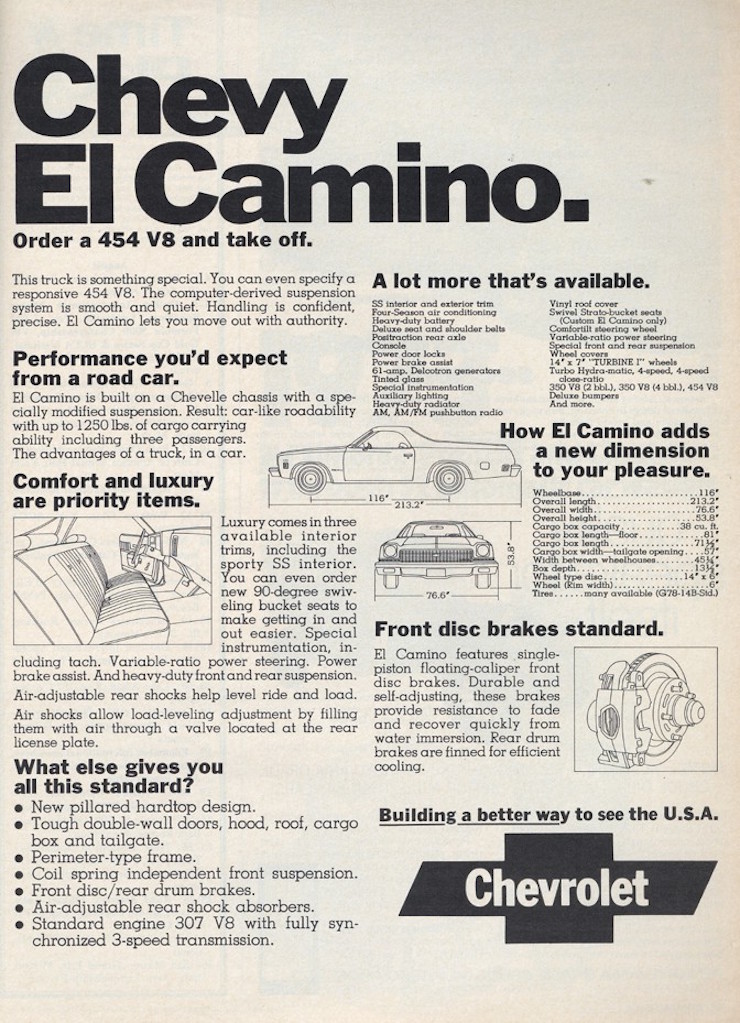 Chevy
El Camino.
Order a 454 V8 and take off.
This truck is something special. You can even specify a
responsive 454 V8. The computer-derived suspension
system is smooth and quiet. Handling is confident,
precise. El Camino lets you move out with authority.
Performance you'd expect
from a road car.
El Camino is built on a Chevelle chassis with a spe-
cially modified suspension. Result: car-like roadability
with up to 1250 lbs. of cargo carrying
ability including three passengers.
The advantages of a truck, in a car.
Comfort and luxury
are priority items.
Luxury comes in three
available interior
trims, including the
sporty SS interior.
You can even order
new 90-degree swiv-
eling bucket seats to
make getting in and
out easier. Special
instrumentation, in-
cluding tach. Variable-ratio power steering. Power
brake assist. And heavy-duty front and rear suspension.
Air-adjustable rear shocks help level ride and load.
Air shocks allow load-leveling adjustment by filling
them with air through a valve located at the rear
license plate.
What else gives you
all this standard?
● New pillared hardtop design.
● Tough double-wall doors, hood, roof, cargo
box and tailgate.
● Perimeter-type frame.
● Coil spring independent front suspension.
● Front disc/rear drum brakes.
● Air-adjustable rear shock absorbers.
● Standard engine 307 V8 with fully syn-
chronized 3-speed transmission.
A lot more that's available.
SS interior and exterior trim
Four-Season air conditioning
Heavy-duty battery
Deluxe seat and shoulder belts
Positraction rear axle
Console
Power door locks
Power brake assist
61-amp. Delcotron generators
Tinted glass
Special instrumentation
Auxiliary lighting
Heavy-duty radiator
AM, AM/FM pushbutton radio
Vinyl roof cover
Swivel Strato-bucket seats
(Custom El Camino only)
Comfortilt steering wheel
Variable-ratio power steering
Special front and rear suspension
Wheel covers
14" x 7" "TURBINE I" wheels
Turbo Hydra-matic, 4-speed, 4-speed
close-ratio
350 V8 (2 bbl.), 350 V8 (4 bbl.), 454 V8
Deluxe bumpers
And more.
116"
213.2"
76.6"
53.8"
How El Camino adds
a new dimension
to your pleasure.
Wheelbase....................116"
Overall length....................213.2"
Overall width....................76.6"
Overall height....................53.8"
Cargo box capacity..............38 cu. ft.
Cargo box length—floor..............81"
Cargo box length....................71½"
Cargo box width—tailgate opening....57"
Width between wheelhouses......45¼"
Box depth....................13½"
Wheel type disc..............14" x 6"
Wheel (Rim width)..............6"
Tires......many available (G78-14B-Std.)
Front disc brakes standard.
El Camino features single-
piston floating-caliper front
disc brakes. Durable and
self-adjusting, these brakes
provide resistance to fade
and recover quickly from
water immersion. Rear drum
brakes are finned for efficient
cooling.
Building a better way to see the U.S.A.
Chevrolet